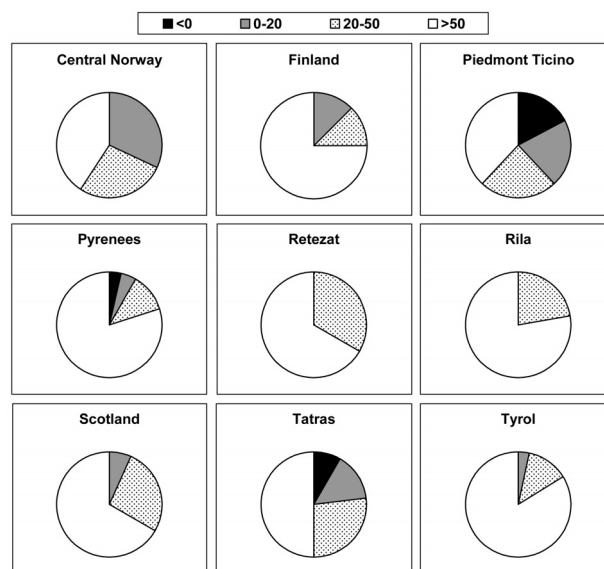 <0 0-20 20-50 >50
Central Norway Finland Piedmont Ticino
Pyrenees Retezat Rila
Scotland Tatras Tyrol